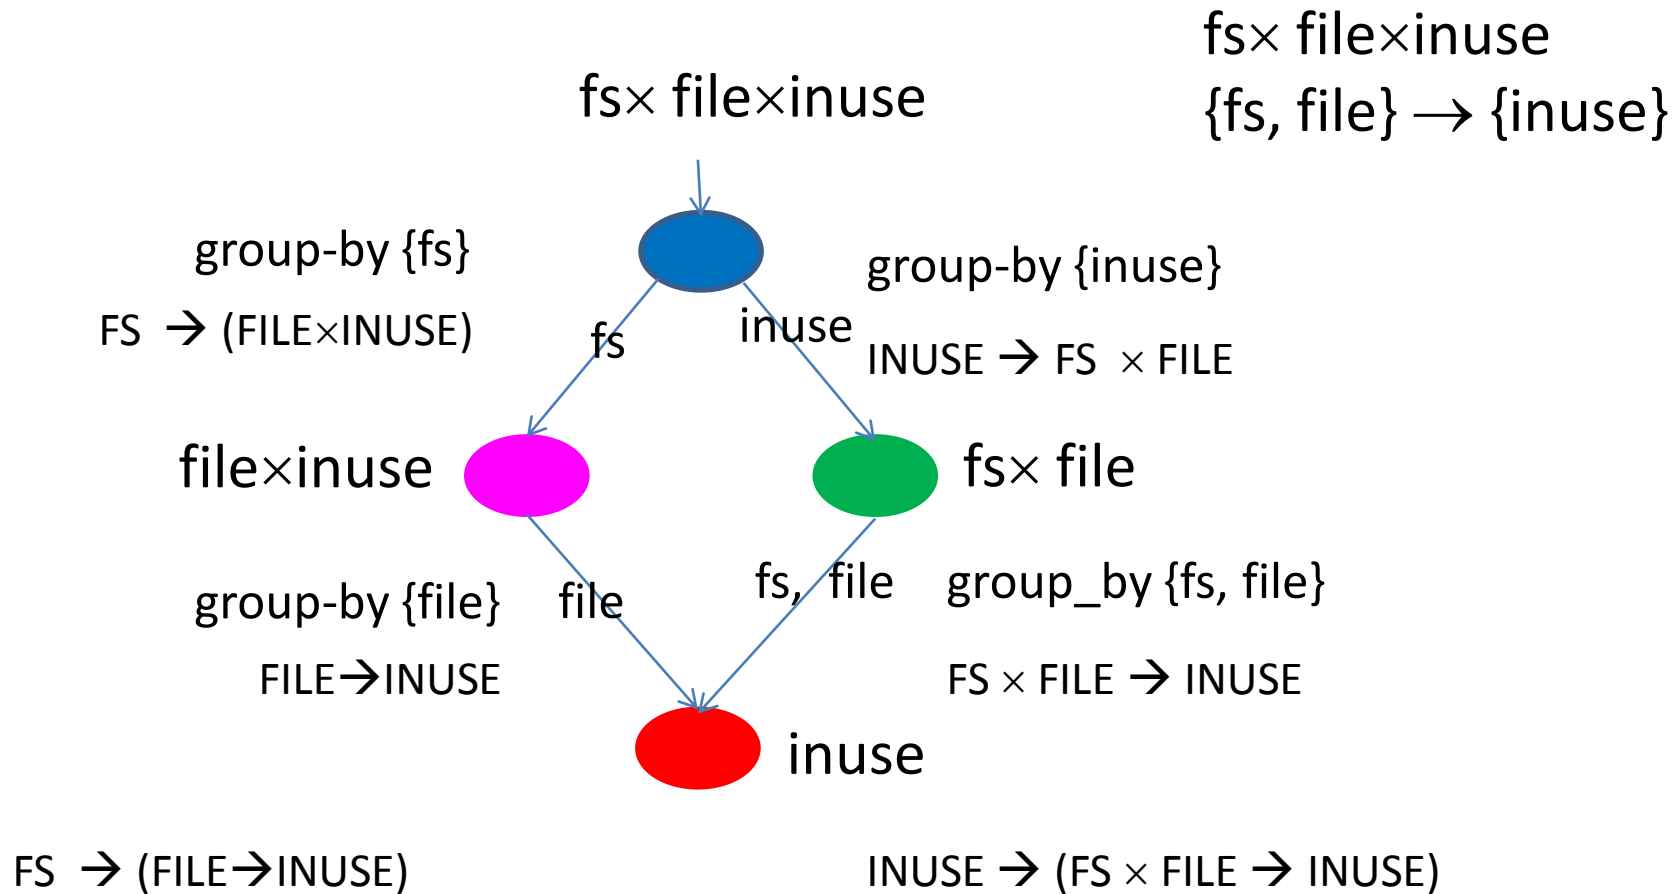 fs× file×inuse
{fs, file} → {inuse}
fs× file×inuse
group-by {fs}
group-by {inuse}
FS → (FILE×INUSE)
fs
inuse
INUSE → FS × FILE
file×inuse
fs× file
group-by {file}
file
fs, file
group_by {fs, file}
FILE→INUSE
FS × FILE → INUSE
inuse
FS → (FILE→INUSE)
INUSE → (FS × FILE → INUSE)